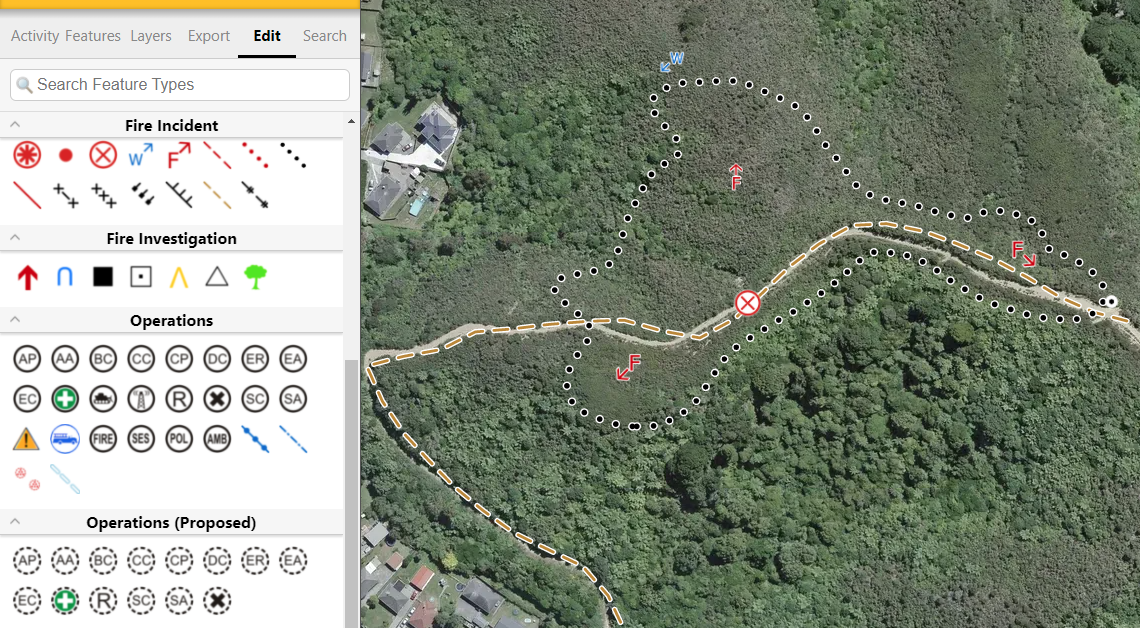 Activity Features Layers Export Edit Search
Search Feature Types
Fire Incident
W F
Fire Investigation
Operations
AP AA BC CC CP DC ER EA
EC R SC SA
FIRE SES POL AMB
Operations (Proposed)
AP AA BC CC CP DC ER EA
EC R SC SA
W
F
F
F